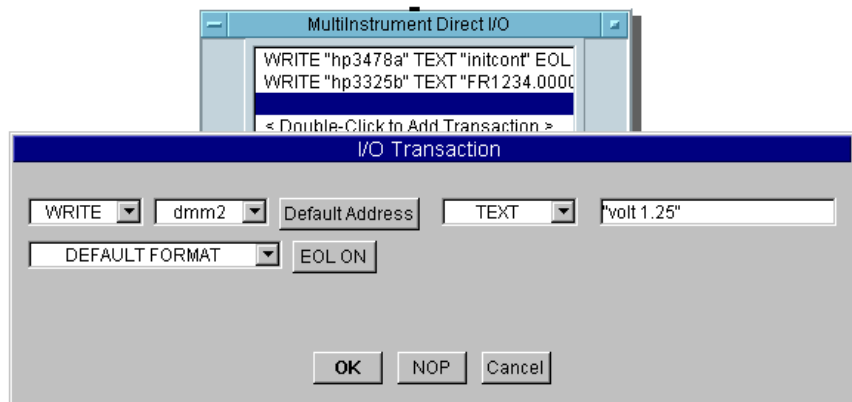 MultiInstrument Direct I/O
WRITE "hp3478a" TEXT "initcont" EOL
WRITE "hp3325b" TEXT "FR1234.0000
< Double-Click to Add Transaction >
I/O Transaction
WRITE dmm2 Default Address TEXT "volt 1.25"
DEFAULT FORMAT EOL ON
OK NOP Cancel